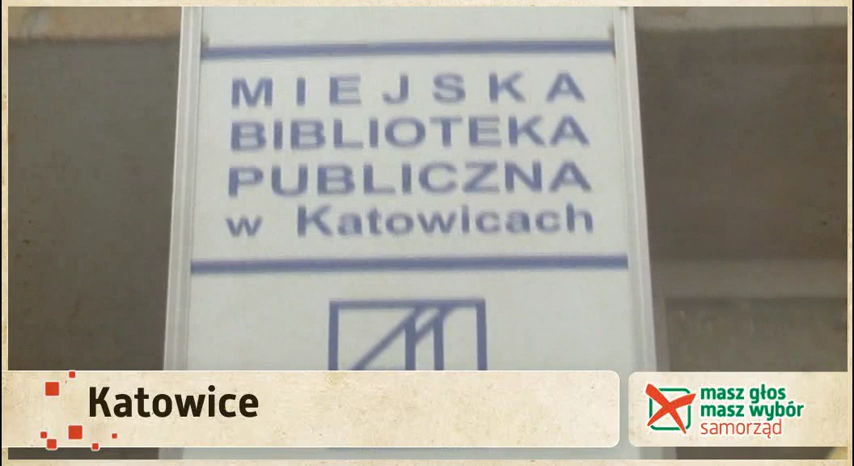 MIEJSKA
BIBLIOTEKA
PUBLICZNA
w Katowicach
Katowice
masz głos
masz wybór
samorząd